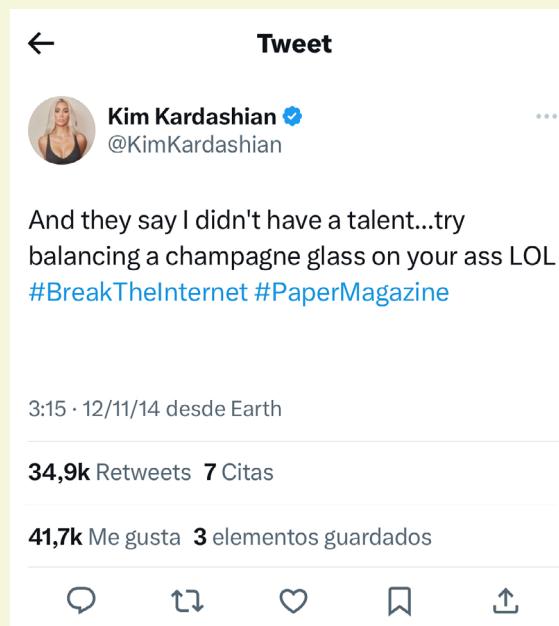 Tweet
Kim Kardashian
@KimKardashian
And they say I didn't have a talent...try
balancing a champagne glass on your ass LOL
#BreakTheInternet #PaperMagazine
3:15 · 12/11/14 desde Earth
34,9k Retweets 7 Citas
41,7k Me gusta 3 elementos guardados